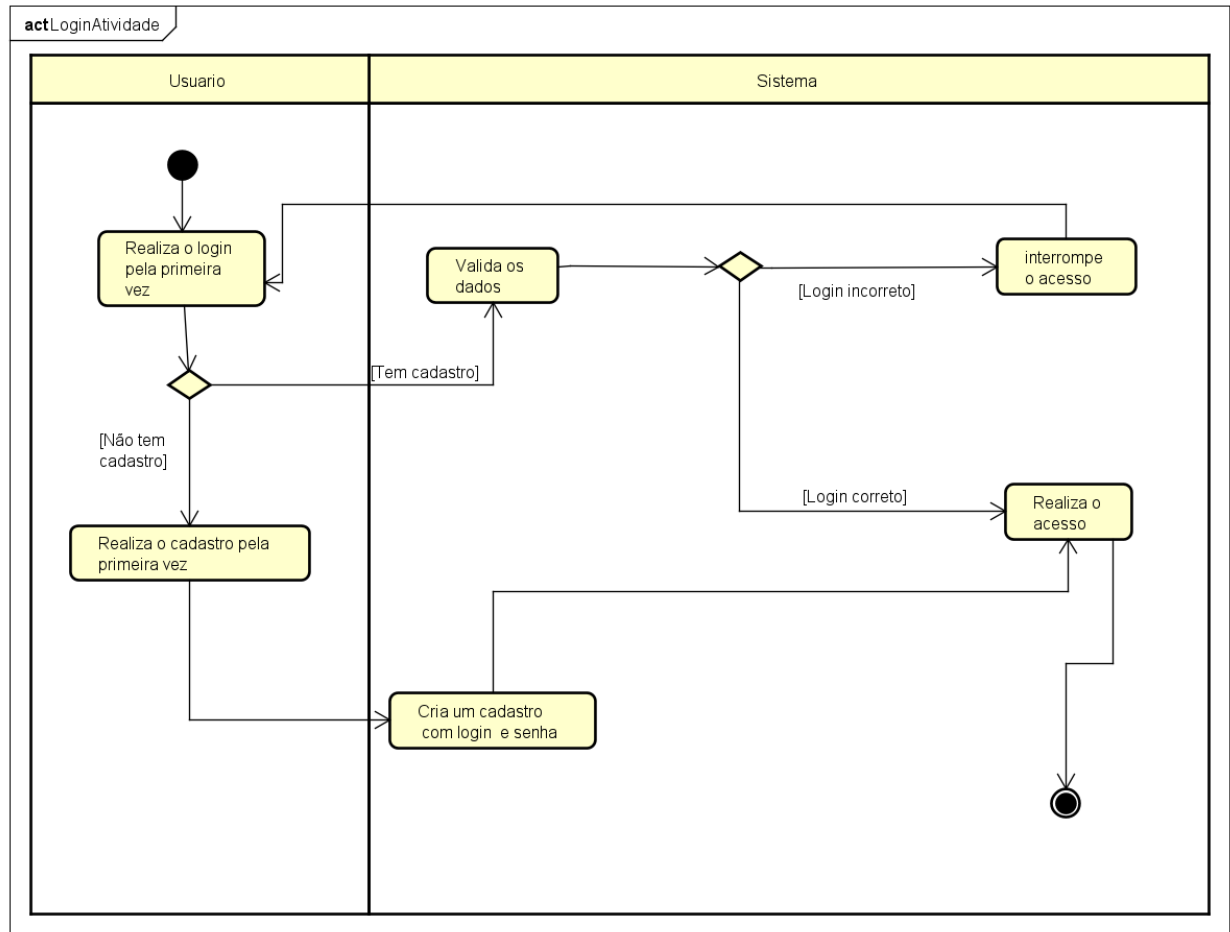 actLoginAtividade
Usuario
Sistema
Realiza o login
pela primeira
vez
Valida os
dados
interrompe
o acesso
[Login incorreto]
[Tem cadastro]
[Não tem
cadastro]
[Login correto]
Realiza o
acesso
Realiza o cadastro pela
primeira vez
Cria um cadastro
com login e senha